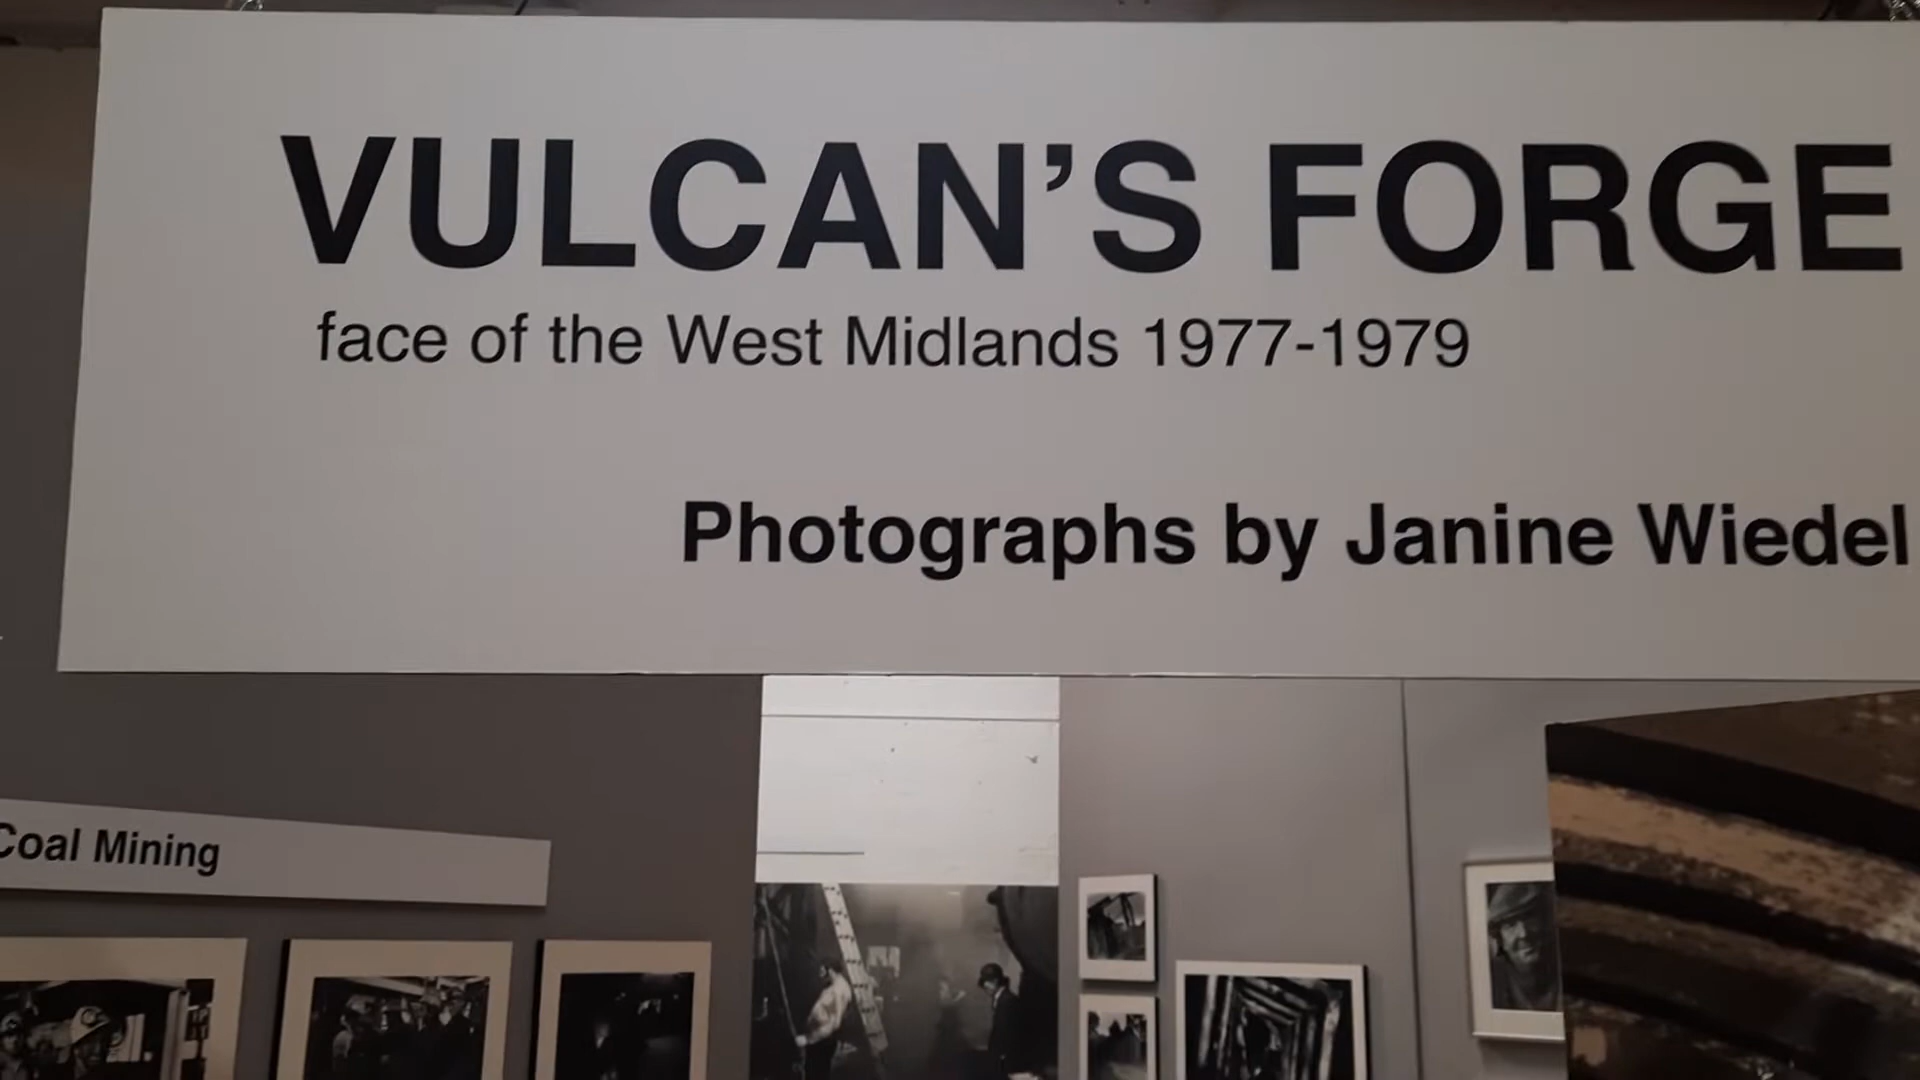 VULCAN'S FORGE
face of the West Midlands 1977-1979
Photographs by Janine Wiedel
Coal Mining